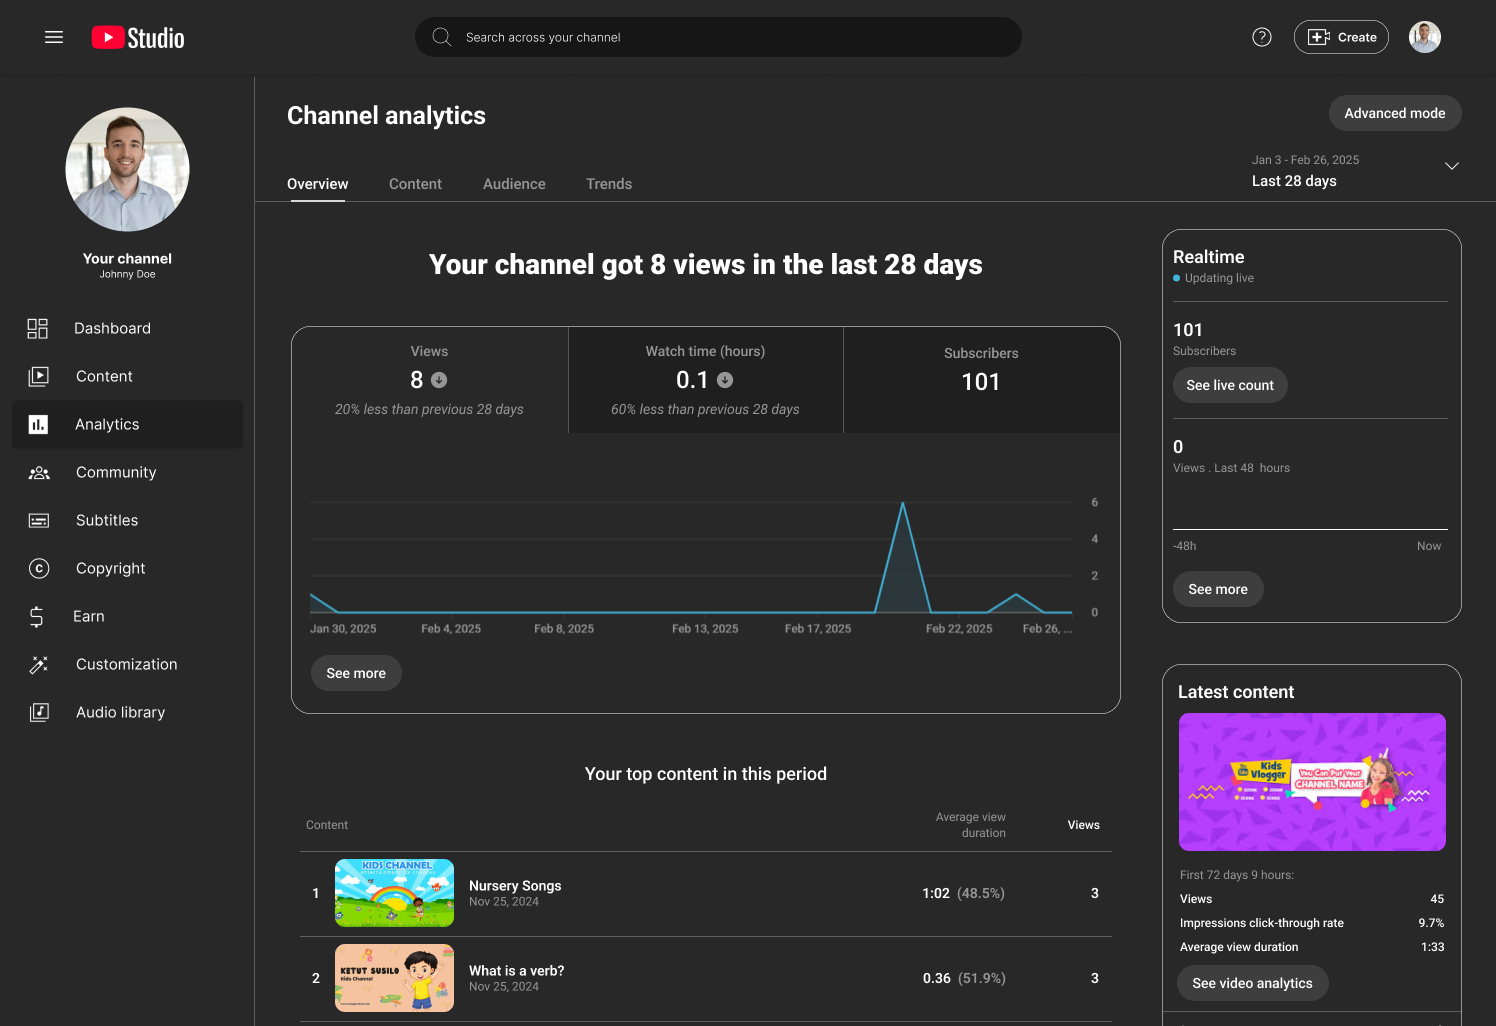 Studio
Search across your channel
Create
Your channel
Johnny Doe
Dashboard
Content
Analytics
Community
Subtitles
Copyright
Earn
Customization
Audio library
Channel analytics
Advanced mode
Overview Content Audience Trends
Jan 3 - Feb 26, 2025
Last 28 days
Your channel got 8 views in the last 28 days
Views
8
20% less than previous 28 days
Watch time (hours)
0.1
60% less than previous 28 days
Subscribers
101
6
4
2
0
Jan 30, 2025 Feb 4, 2025 Feb 8, 2025 Feb 13, 2025 Feb 17, 2025 Feb 22, 2025 Feb 26, ...
See more
Your top content in this period
Content
Average view
duration
Views
1
KIDS CHANNEL
Nursery Songs
Nov 25, 2024
1:02 (48.5%)
3
2
KETUT SUSILO
Kids Channel
What is a verb?
Nov 25, 2024
0.36 (51.9%)
3
Realtime
Updating live
101
Subscribers
See live count
0
Views . Last 48 hours
-48h Now
See more
Latest content
Kids
Vlogger
You Can Put Your
CHANNEL NAME
First 72 days 9 hours:
Views 45
Impressions click-through rate 9.7%
Average view duration 1:33
See video analytics